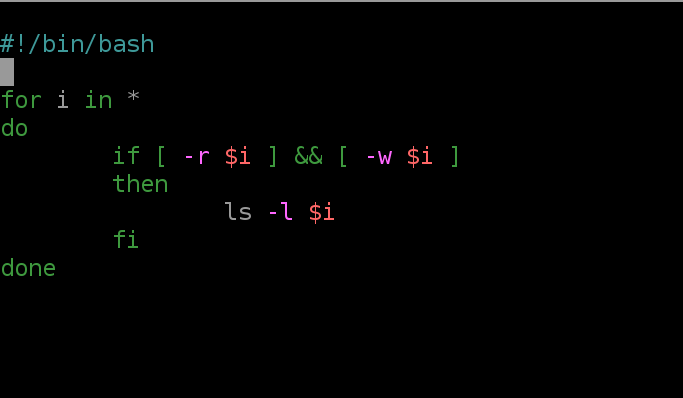 #!/bin/bash
for i in *
do
        if [ -r $i ] && [ -w $i ]
        then
                ls -l $i
        fi
done